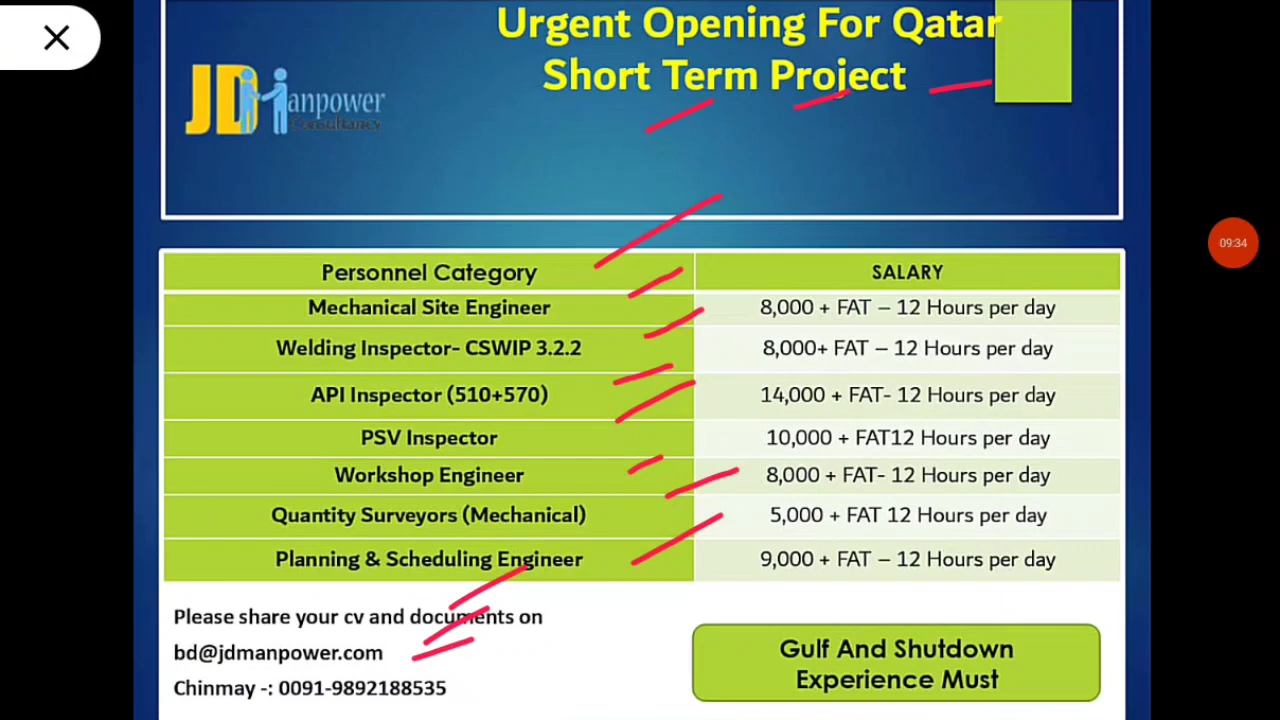 Urgent Opening For Qatar
Short Term Project
JD Manpower
Consultancy
09:34
Personnel Category SALARY
Mechanical Site Engineer 8,000 + FAT – 12 Hours per day
Welding Inspector- CSWIP 3.2.2 8,000+ FAT – 12 Hours per day
API Inspector (510+570) 14,000 + FAT- 12 Hours per day
PSV Inspector 10,000 + FAT12 Hours per day
Workshop Engineer 8,000 + FAT- 12 Hours per day
Quantity Surveyors (Mechanical) 5,000 + FAT 12 Hours per day
Planning & Scheduling Engineer 9,000 + FAT – 12 Hours per day
Please share your cv and documents on
bd@jdmanpower.com
Chinmay -: 0091-9892188535
Gulf And Shutdown
Experience Must